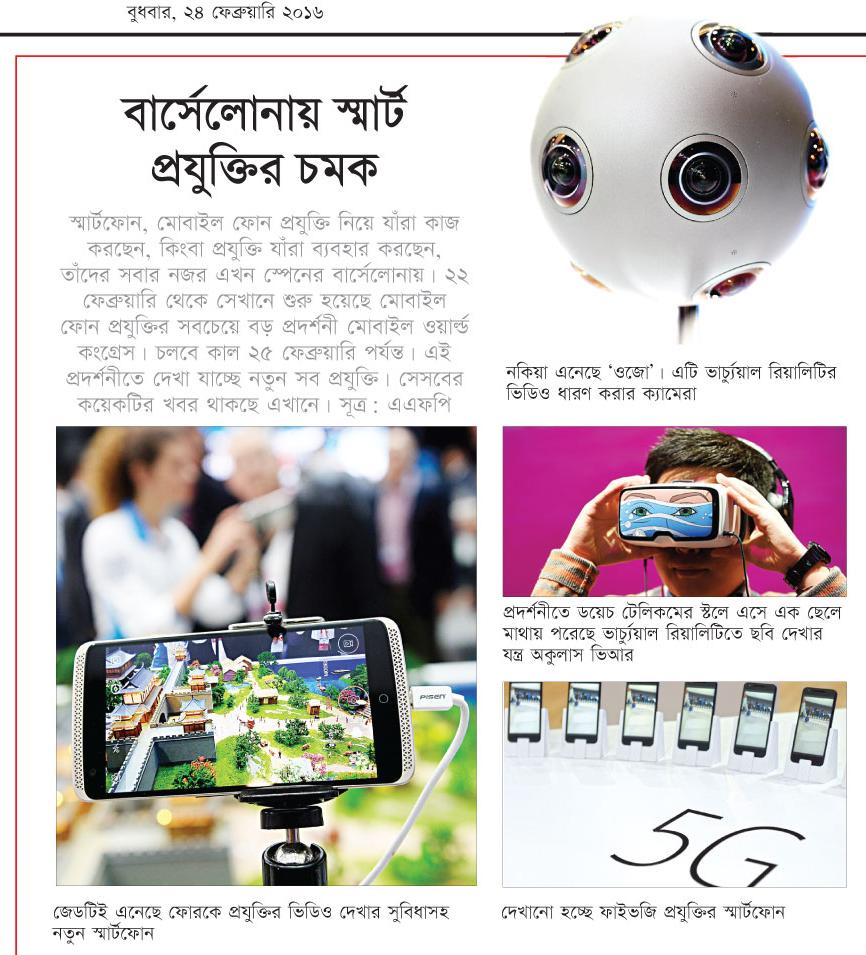 বুধবার, ২৪ ফেব্রুয়ারি ২০১৬
বার্সেলোনায় স্মার্ট
প্রযুক্তির চমক
স্মার্টফোন, মোবাইল ফোন প্রযুক্তি নিয়ে যাঁরা কাজ
করছেন, কিংবা প্রযুক্তি যাঁরা ব্যবহার করছেন,
তাঁদের সবার নজর এখন স্পেনের বার্সেলোনায়। ২২
ফেব্রুয়ারি থেকে সেখানে শুরু হয়েছে মোবাইল
ফোন প্রযুক্তির সবচেয়ে বড় প্রদর্শনী মোবাইল ওয়ার্ল্ড
কংগ্রেস। চলবে কাল ২৫ ফেব্রুয়ারি পর্যন্ত। এই
প্রদর্শনীতে দেখা যাচ্ছে নতুন সব প্রযুক্তি। সেসবের
কয়েকটির খবর থাকছে এখানে। সূত্র : এএফপি
নকিয়া এনেছে ‘ওজো’। এটি ভার্চ্যুয়াল রিয়ালিটির
ভিডিও ধারণ করার ক্যামেরা
প্রদর্শনীতে ডয়েচ টেলিকমের স্টলে এসে এক ছেলে
মাথায় পরেছে ভার্চ্যুয়াল রিয়ালিটিতে ছবি দেখার
যন্ত্র অকুলাস ভিআর
PISEN
5G
জেডটিই এনেছে ফোরকে প্রযুক্তির ভিডিও দেখার সুবিধাসহ
নতুন স্মার্টফোন
দেখানো হচ্ছে ফাইভজি প্রযুক্তির স্মার্টফোন